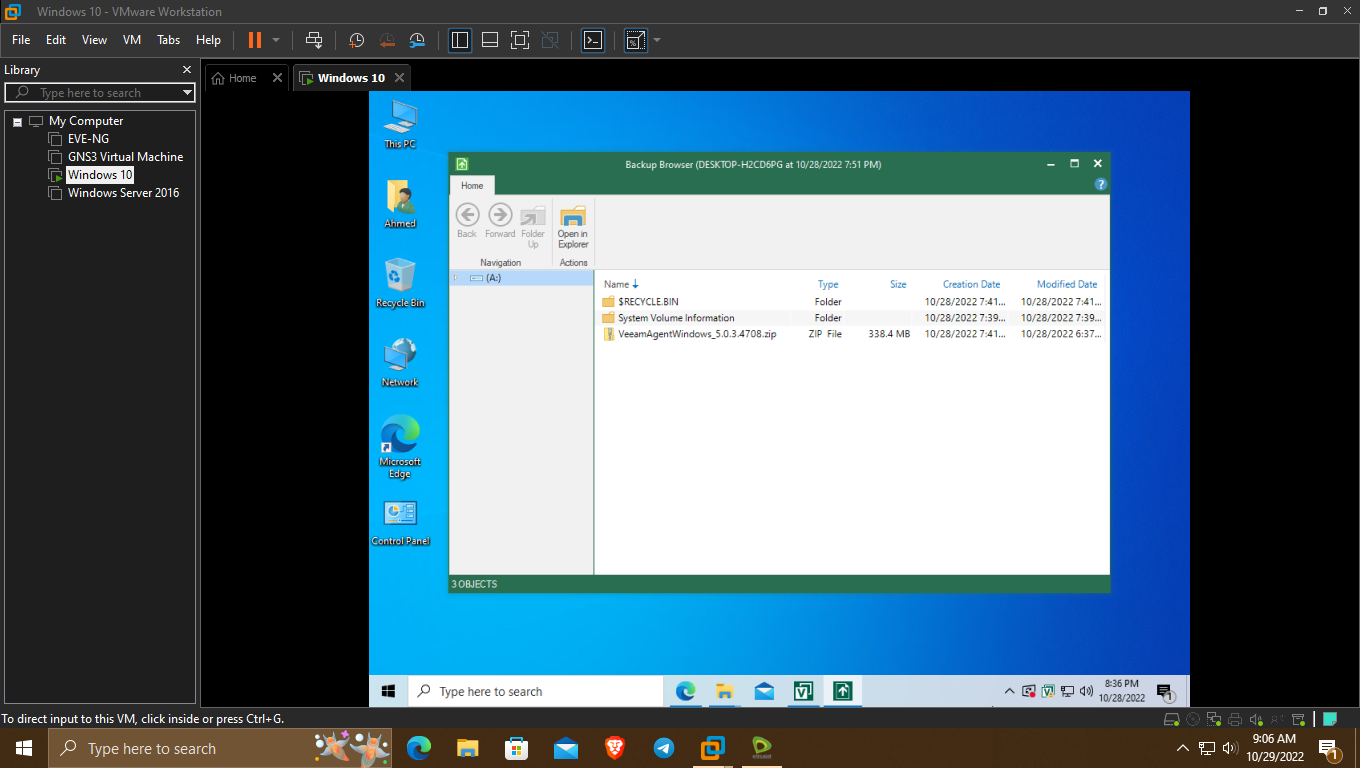 Windows 10 - VMware Workstation
File Edit View VM Tabs Help
Library
Type here to search
My Computer
EVE-NG
GNS3 Virtual Machine
Windows 10
Windows Server 2016
Home
Windows 10
This PC
Ahmed
Recycle Bin
Network
Microsoft
Edge
Control Panel
Backup Browser (DESKTOP-H2CD6PG at 10/28/2022 7:51 PM)
Home
Back Forward Folder Up
Open in Explorer
Navigation Actions
(A:)
Name Type Size Creation Date Modified Date
$RECYCLE.BIN Folder 10/28/2022 7:41... 10/28/2022 7:41...
System Volume Information Folder 10/28/2022 7:39... 10/28/2022 7:39...
VeeamAgentWindows_5.0.3.4708.zip ZIP File 338.4 MB 10/28/2022 7:41... 10/28/2022 6:37...
3 OBJECTS
Type here to search
8:36 PM
10/28/2022
1
To direct input to this VM, click inside or press Ctrl+G.
Type here to search
9:06 AM
10/29/2022
1